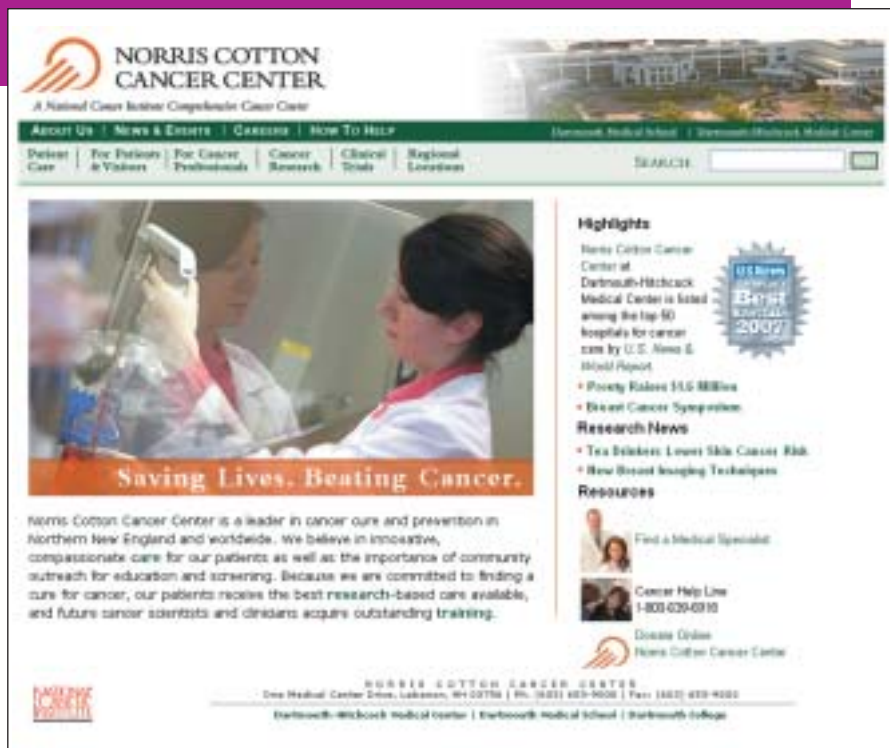 NORRIS COTTON
CANCER CENTER
A National Cancer Institute Comprehensive Cancer Center
ABOUT US | NEWS & EVENTS | CAREERS | HOW TO HELP
Dartmouth Medical School | Dartmouth-Hitchcock Medical Center
Patient Care | For Patients & Visitors | For Cancer Professionals | Cancer Research | Clinical Trials | Regional Locations
SEARCH
Saving Lives. Beating Cancer.
Norris Cotton Cancer Center is a leader in cancer cure and prevention in
Northern New England and worldwide. We believe in innovative,
compassionate care for our patients as well as the importance of community
outreach for education and screening. Because we are committed to finding a
cure for cancer, our patients receive the best research-based care available,
and future cancer scientists and clinicians acquire outstanding training.
Highlights
Norris Cotton Cancer
Center at
Dartmouth-Hitchcock
Medical Center is listed
among the top 50
hospitals for cancer
care by U.S. News &
World Report.
US News
Best
2007
• Prouty Raises $1.6 Million
• Breast Cancer Symposium
Research News
• Tea Drinkers Lower Skin Cancer Risk
• New Breast Imaging Techniques
Resources
Find a Medical Specialist
Cancer Help Line
Donate Online
Norris Cotton Cancer Center
NATIONAL
CANCER
INSTITUTE
NORRIS COTTON CANCER CENTER
One Medical Center Drive, Lebanon, NH 03756
Dartmouth-Hitchcock Medical Center | Dartmouth Medical School | Dartmouth College